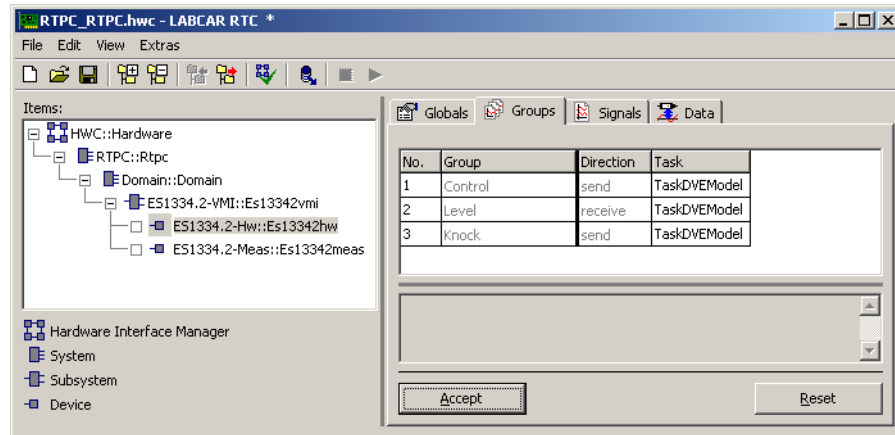 RTPC_RTPC.hwc - LABCAR RTC *
File Edit View Extras
Items:
HWC::Hardware
RTPC::Rtpc
Domain::Domain
ES1334.2-VMI::Es13342vmi
ES1334.2-Hw::Es13342hw
ES1334.2-Meas::Es13342meas
Hardware Interface Manager
System
Subsystem
Device
Globals Groups Signals Data
No. Group Direction Task
1 Control send TaskDVEModel
2 Level receive TaskDVEModel
3 Knock send TaskDVEModel
Accept Reset